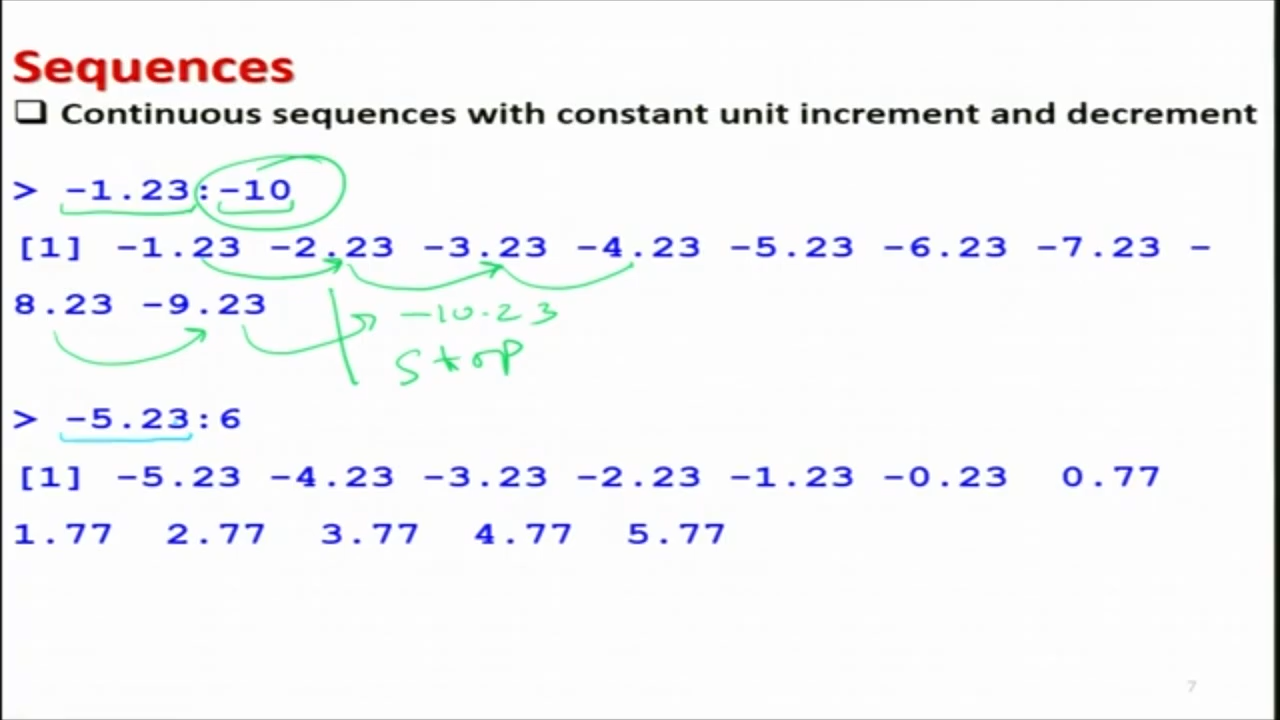 Sequences
❑ Continuous sequences with constant unit increment and decrement
> -1.23:-10
[1] -1.23 -2.23 -3.23 -4.23 -5.23 -6.23 -7.23 -
8.23 -9.23
-10.23
Stop
> -5.23:6
[1] -5.23 -4.23 -3.23 -2.23 -1.23 -0.23 0.77
1.77 2.77 3.77 4.77 5.77
7